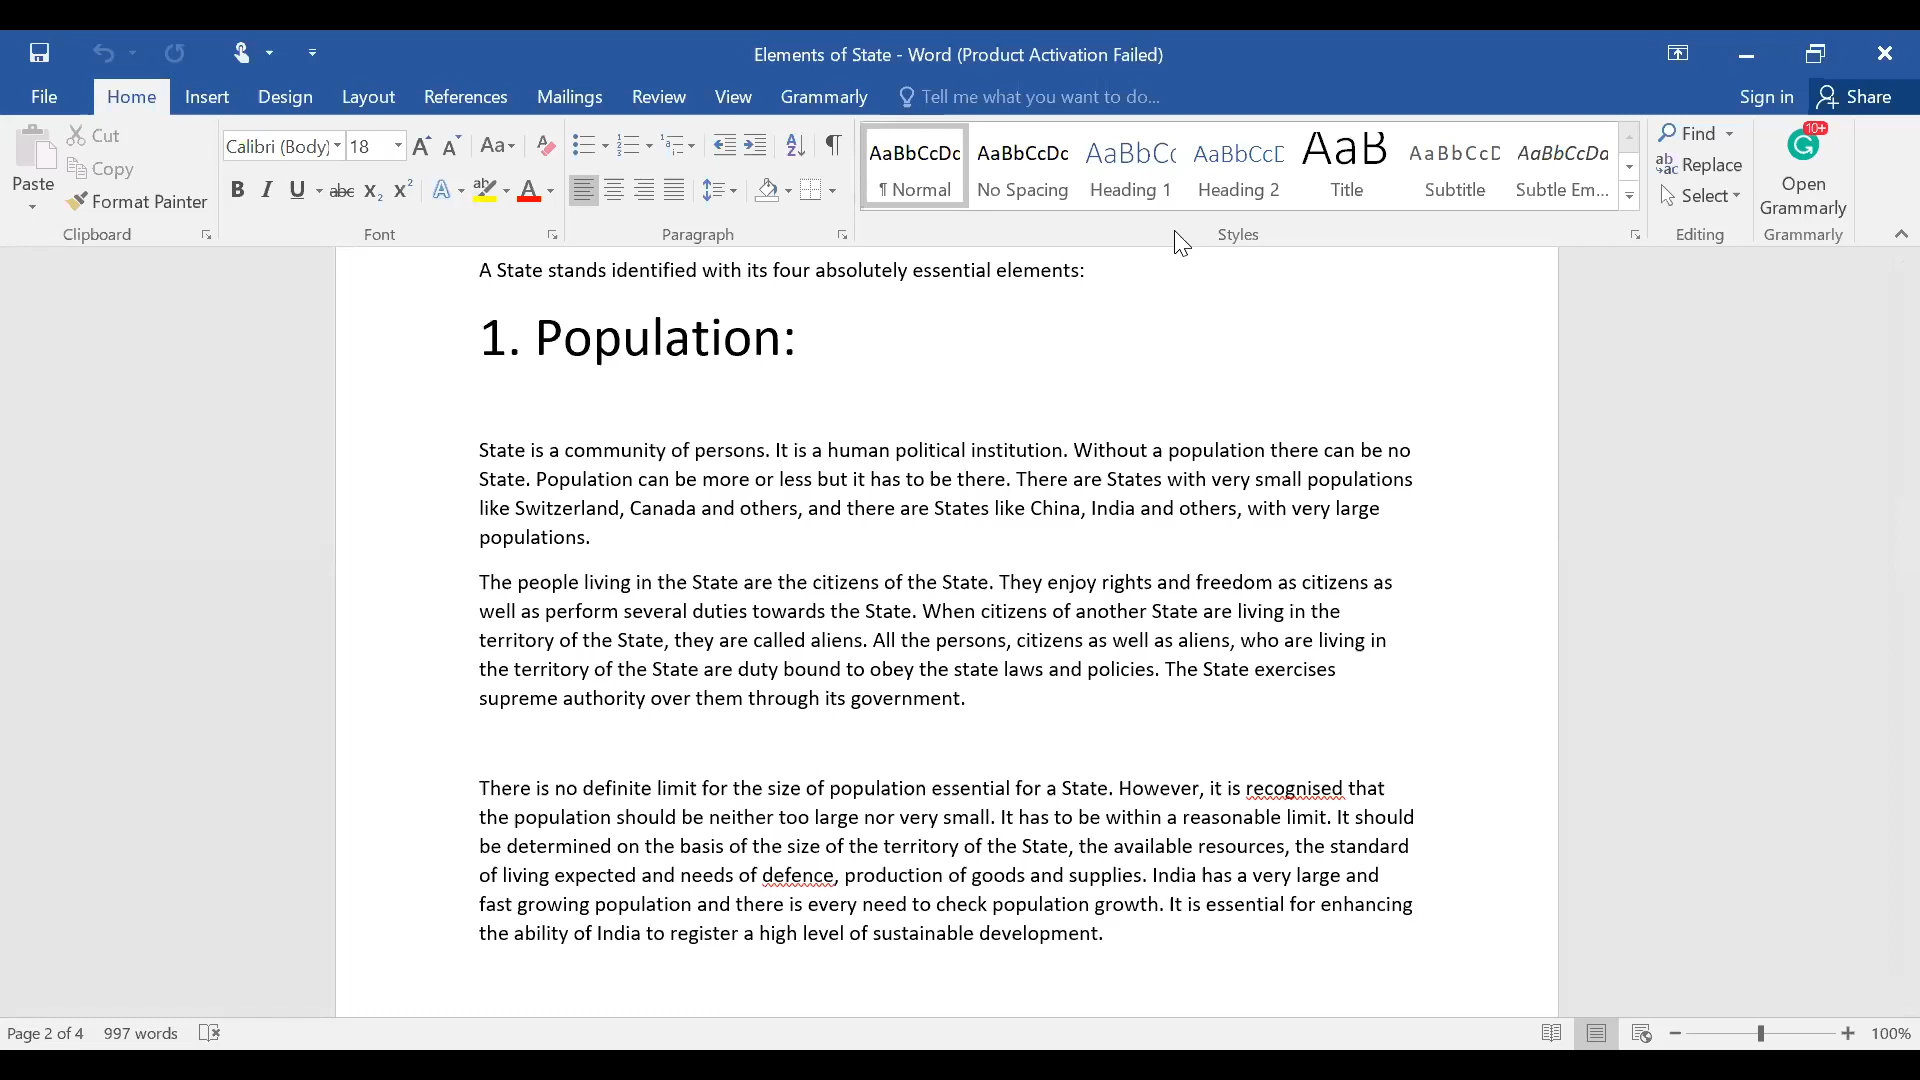 Elements of State - Word (Product Activation Failed)
File Home Insert Design Layout References Mailings Review View Grammarly Tell me what you want to do... Sign in Share
Paste
Cut
Copy
Format Painter
Clipboard
Calibri (Body) 18
Font
Paragraph
AaBbCcDc AaBbCcDc AaBbCc AaBbCcD AaB AaBbCcD AaBbCcDa
¶ Normal No Spacing Heading 1 Heading 2 Title Subtitle Subtle Em...
Styles
Find
Replace
Select
Editing
10+
Open
Grammarly
Grammarly
A State stands identified with its four absolutely essential elements:
1. Population:
State is a community of persons. It is a human political institution. Without a population there can be no
State. Population can be more or less but it has to be there. There are States with very small populations
like Switzerland, Canada and others, and there are States like China, India and others, with very large
populations.
The people living in the State are the citizens of the State. They enjoy rights and freedom as citizens as
well as perform several duties towards the State. When citizens of another State are living in the
territory of the State, they are called aliens. All the persons, citizens as well as aliens, who are living in
the territory of the State are duty bound to obey the state laws and policies. The State exercises
supreme authority over them through its government.
There is no definite limit for the size of population essential for a State. However, it is recognised that
the population should be neither too large nor very small. It has to be within a reasonable limit. It should
be determined on the basis of the size of the territory of the State, the available resources, the standard
of living expected and needs of defence, production of goods and supplies. India has a very large and
fast growing population and there is every need to check population growth. It is essential for enhancing
the ability of India to register a high level of sustainable development.
Page 2 of 4 997 words 100%